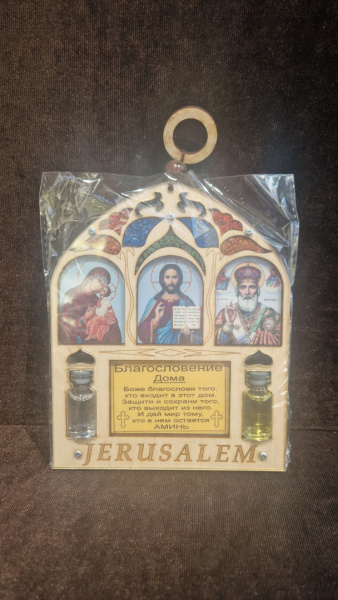 Благословение
Дома
Боже благослови того,
кто входит в этот дом.
Защити и сохрани того,
кто выходит из него.
И дай мир тому,
кто в нем остается
АМИНЬ
JERUSALEM